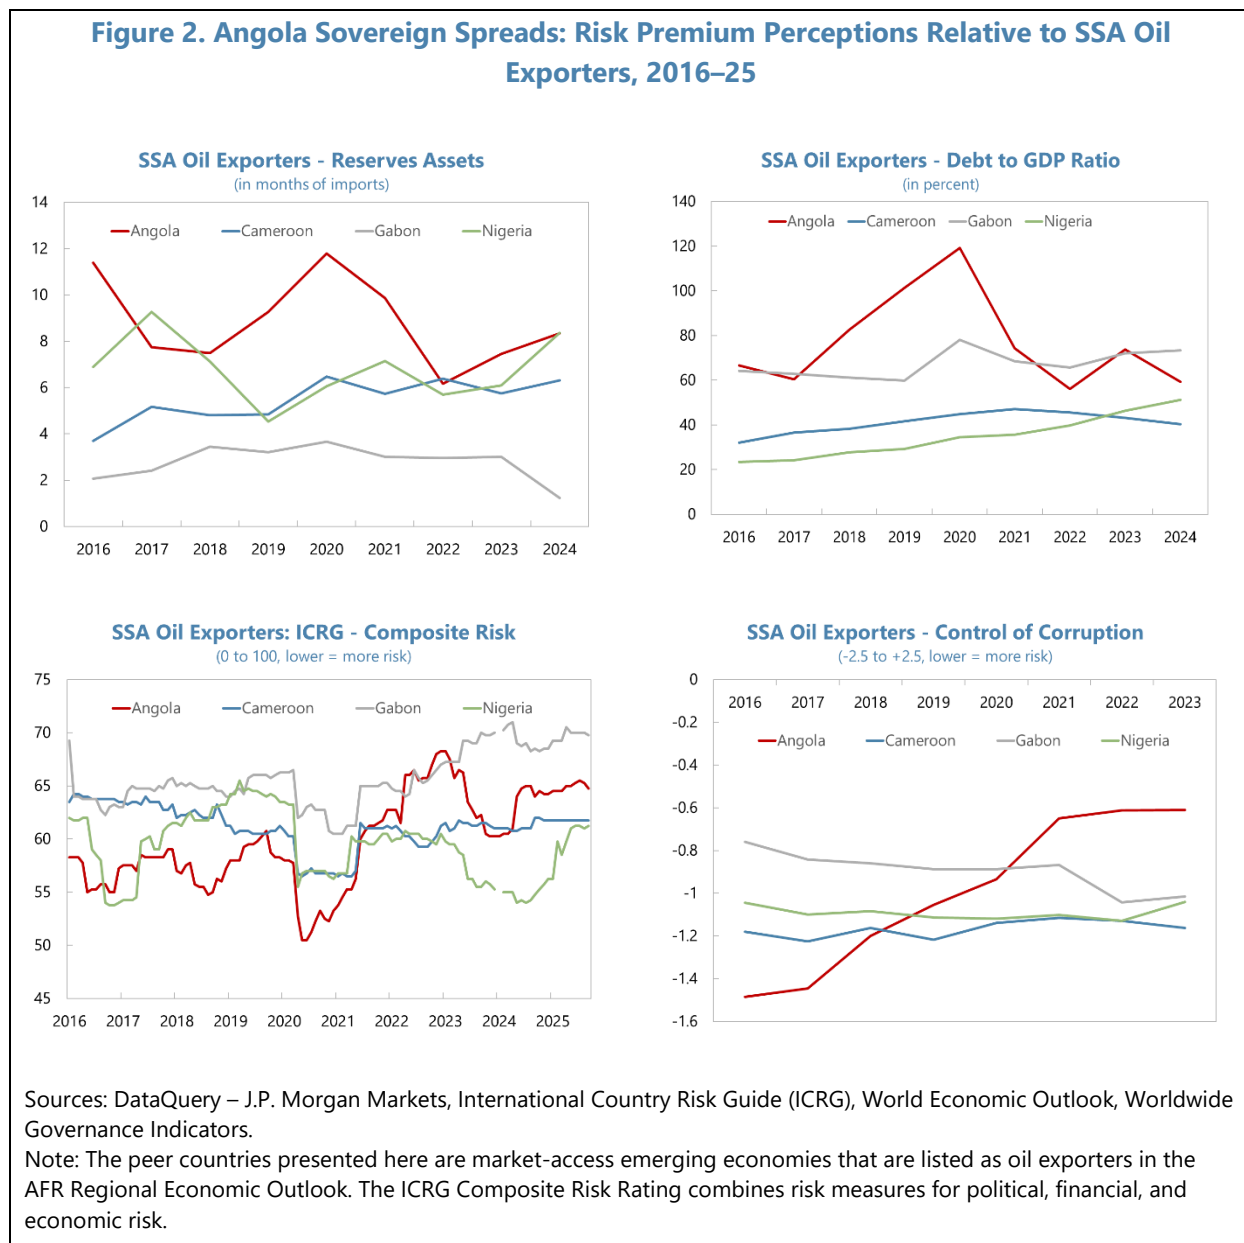 Figure 2. Angola Sovereign Spreads: Risk Premium Perceptions Relative to SSA Oil
Exporters, 2016–25
SSA Oil Exporters - Reserves Assets
(in months of imports)
14
12
10
8
6
4
2
0
Angola Cameroon Gabon Nigeria
2016 2017 2018 2019 2020 2021 2022 2023 2024
SSA Oil Exporters - Debt to GDP Ratio
(in percent)
140
120
100
80
60
40
20
0
Angola Cameroon Gabon Nigeria
2016 2017 2018 2019 2020 2021 2022 2023 2024
SSA Oil Exporters: ICRG - Composite Risk
(0 to 100, lower = more risk)
75
70
65
60
55
50
45
Angola Cameroon Gabon Nigeria
2016 2017 2018 2019 2020 2021 2022 2023 2024 2025
SSA Oil Exporters - Control of Corruption
(-2.5 to +2.5, lower = more risk)
0
-0.2
-0.4
-0.6
-0.8
-1
-1.2
-1.4
-1.6
2016 2017 2018 2019 2020 2021 2022 2023
Angola Cameroon Gabon Nigeria
Sources: DataQuery – J.P. Morgan Markets, International Country Risk Guide (ICRG), World Economic Outlook, Worldwide
Governance Indicators.
Note: The peer countries presented here are market-access emerging economies that are listed as oil exporters in the
AFR Regional Economic Outlook. The ICRG Composite Risk Rating combines risk measures for political, financial, and
economic risk.